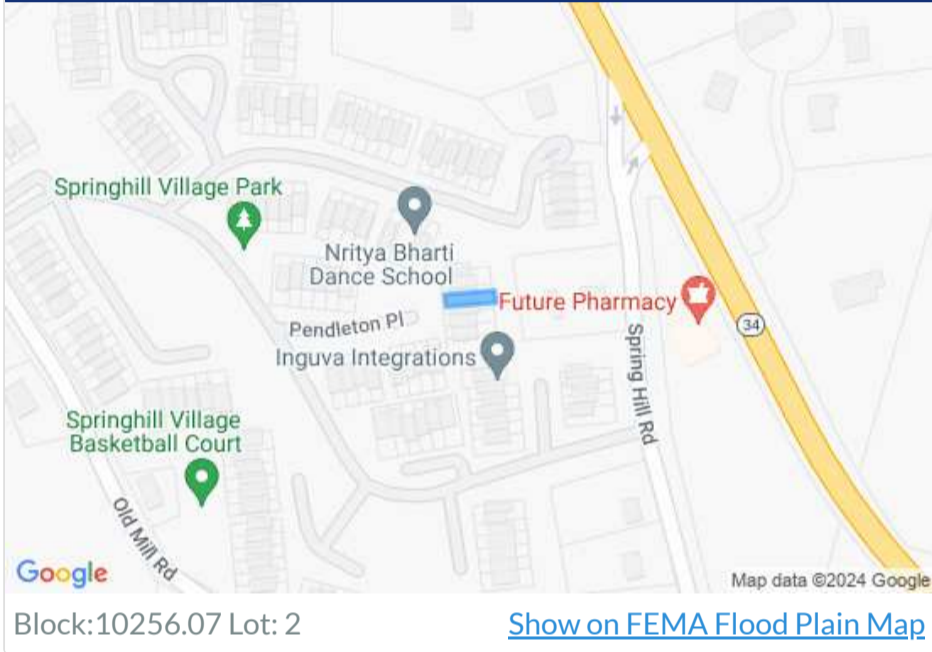 Springhill Village Park
Nritya Bharti
Dance School
Future Pharmacy
Pendleton Pl
34
Inguva Integrations
Spring Hill Rd
Springhill Village
Basketball Court
Old Mill Rd
Google
Map data ©2024 Google
Block:10256.07 Lot: 2
Show on FEMA Flood Plain Map